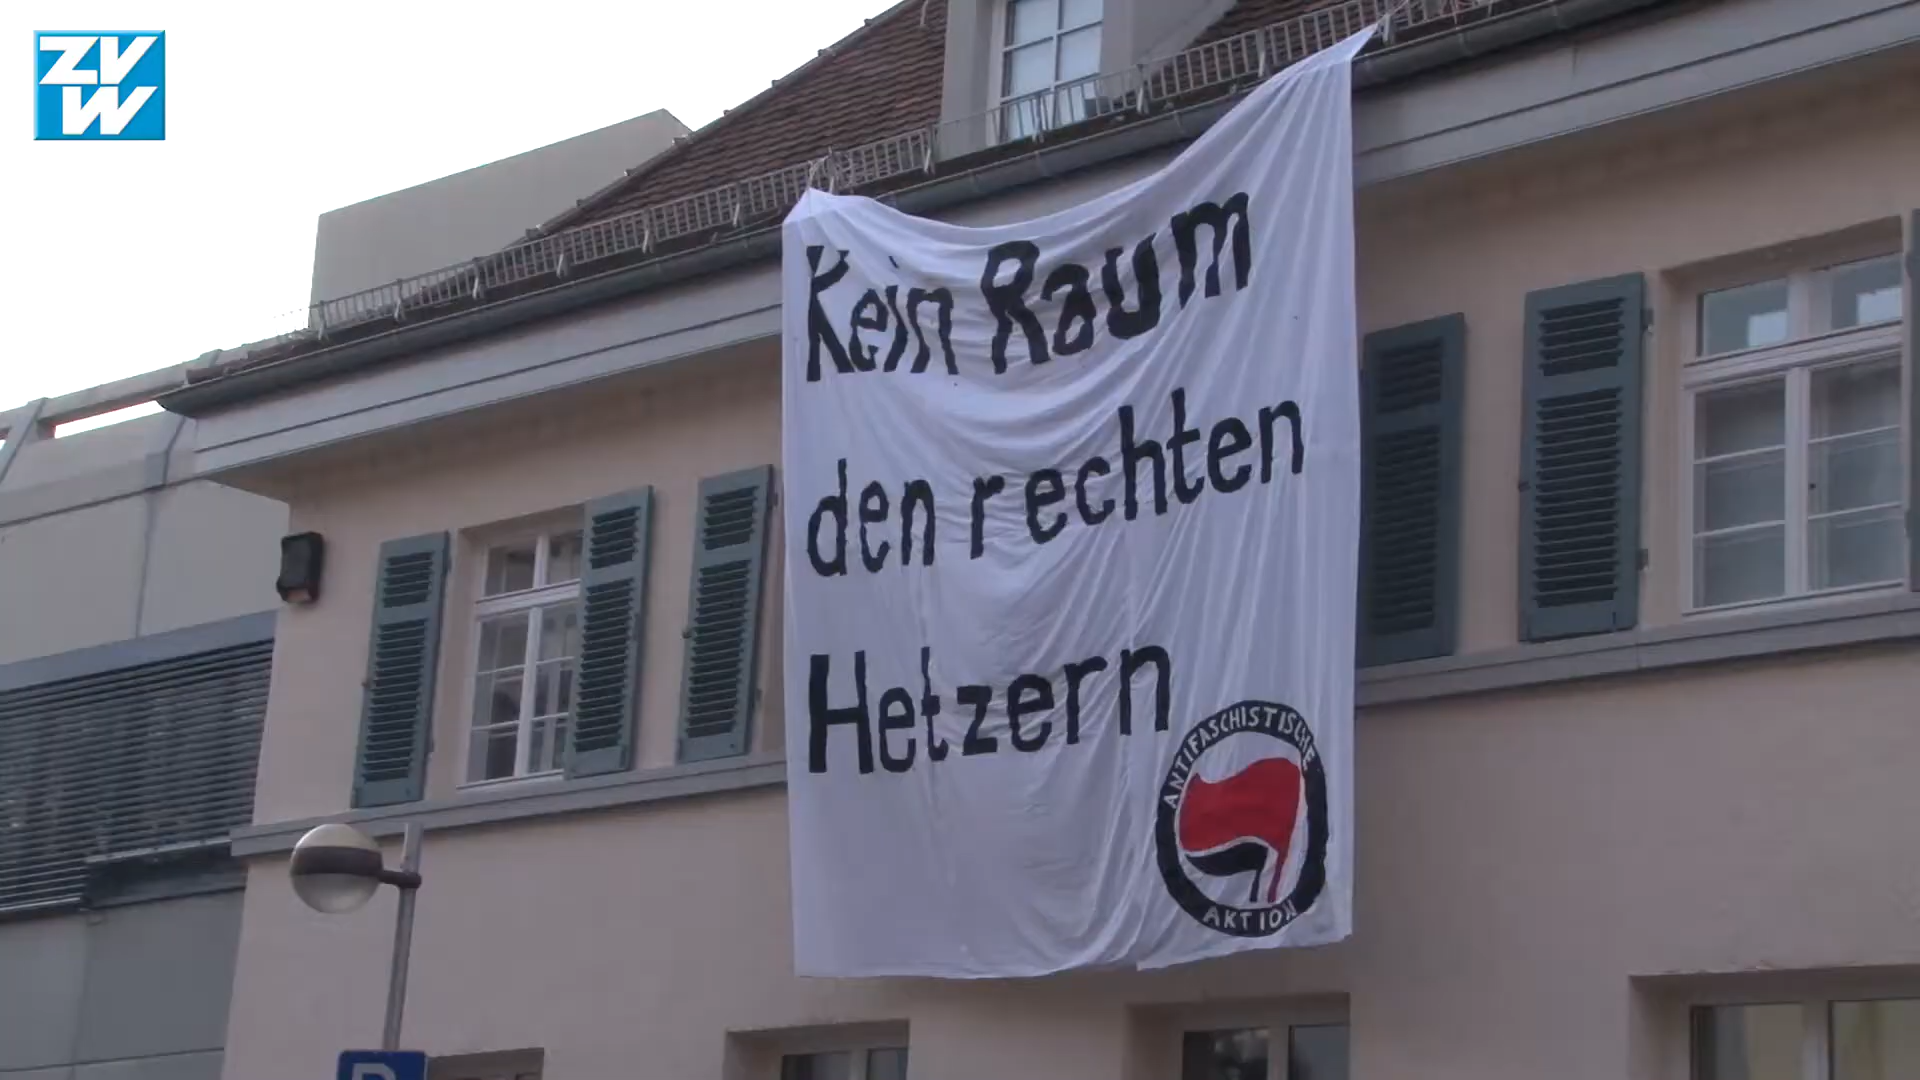 ZVW
Kein Raum
den rechten
Hetzern
ANTIFASCHISTISCHE
AKTION
P